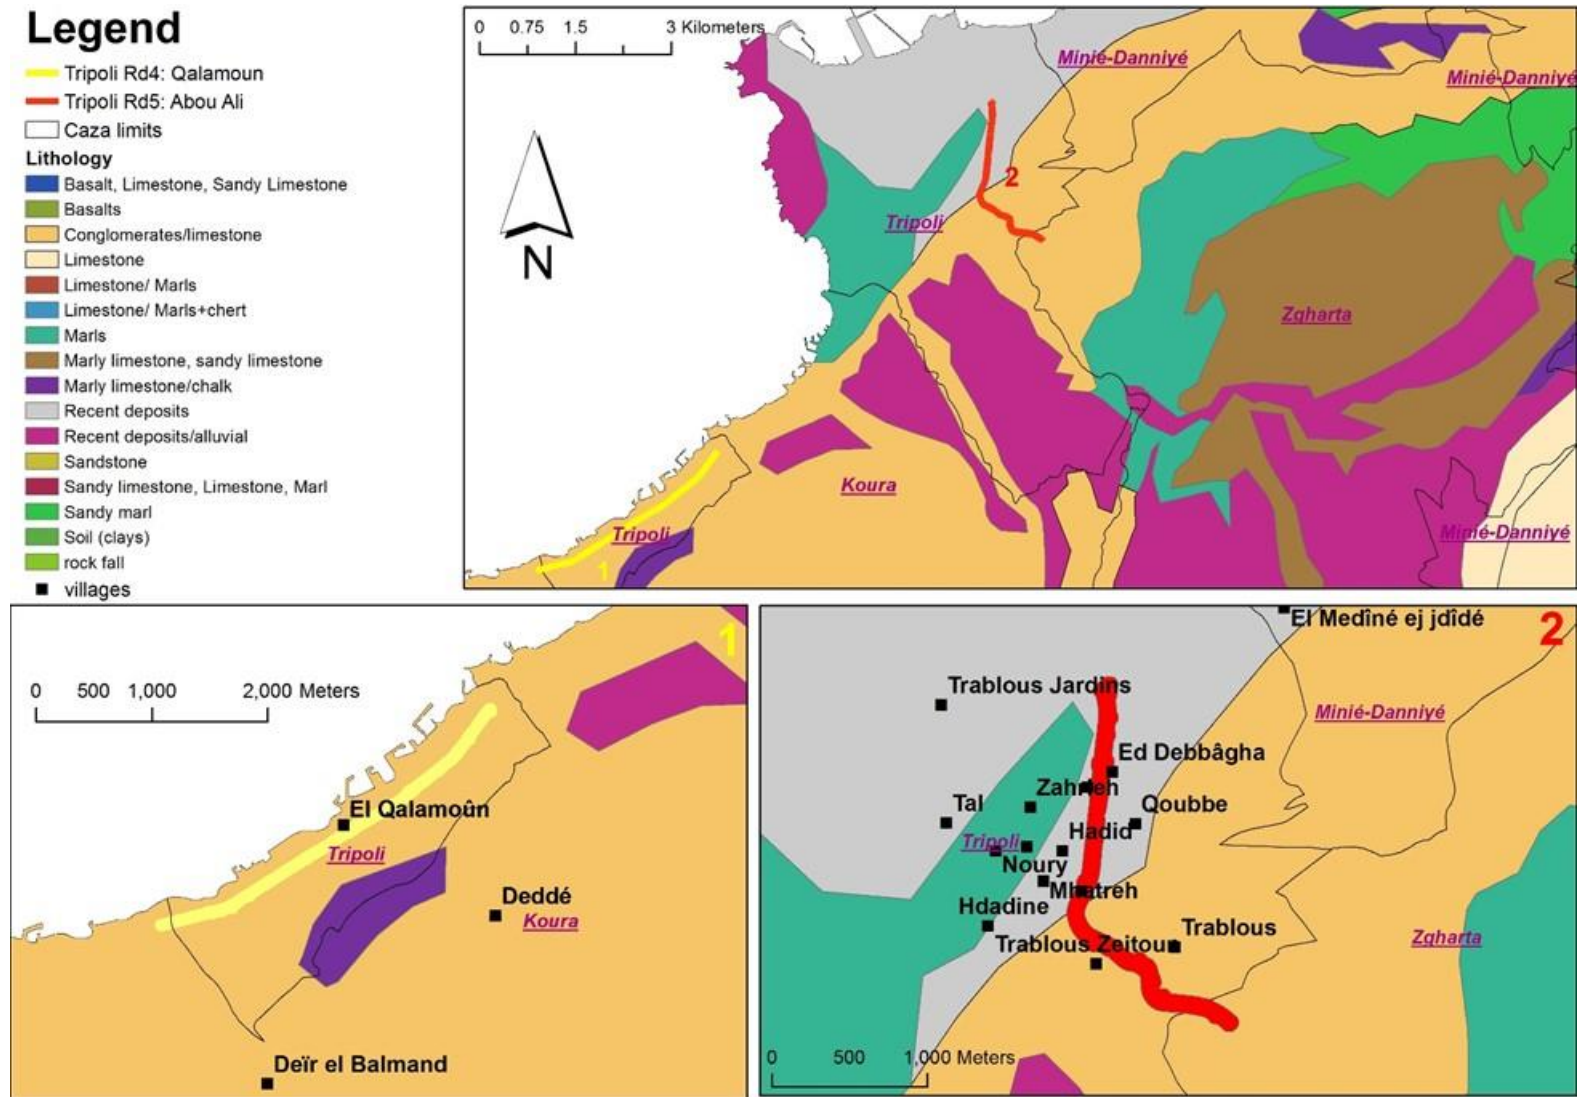 Legend
Tripoli Rd4: Qalamoun
Tripoli Rd5: Abou Ali
Caza limits
Lithology
Basalt, Limestone, Sandy Limestone
Basalts
Conglomerates/limestone
Limestone
Limestone/ Marls
Limestone/ Marls+chert
Marls
Marly limestone, sandy limestone
Marly limestone/chalk
Recent deposits
Recent deposits/alluvial
Sandstone
Sandy limestone, Limestone, Marl
Sandy marl
Soil (clays)
rock fall
villages
0 0.75 1.5 3 Kilometers
N
Minié-Danniyé
Minié-Danniyé
2
Tripoli
Zgharta
Koura
Tripoli
1
Minié-Danniyé
1
0 500 1,000 2,000 Meters
El Qalamoûn
Tripoli
Deddé
Koura
Deïr el Balmand
El Medîné ej jdîdé
2
Trablous Jardins
Minié-Danniyé
Ed Debbâgha
Zahrieh
Tal
Qoubbe
Tripoli
Hadid
Noury
Mhatreh
Hdadine
Trablous
Trablous Zeitoun
Zgharta
0 500 1,000 Meters